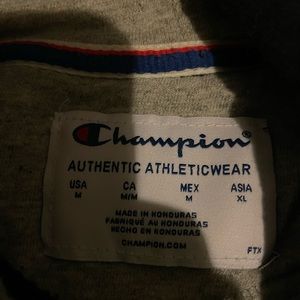 Champion®
AUTHENTIC ATHLETICWEAR
USA CA MEX ASIA
M M/M M XL
MADE IN HONDURAS
FABRIQUÉ AU HONDURAS
HECHO EN HONDURAS
CHAMPION.COM
FTX